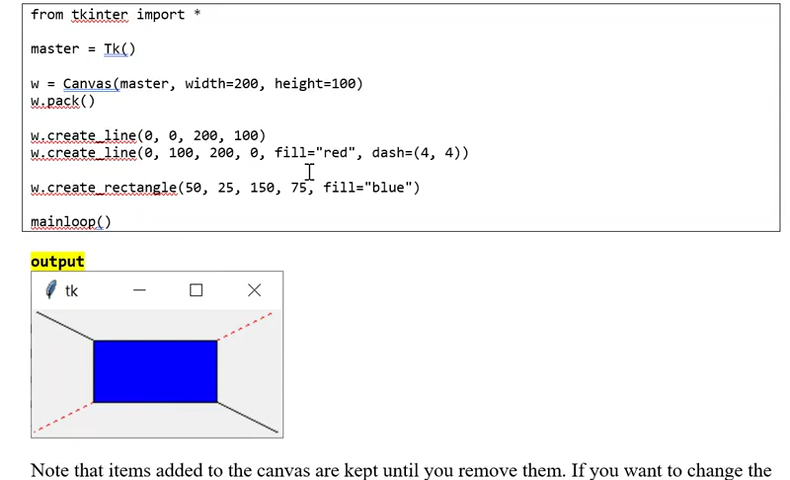 from tkinter import *
master = Tk()
w = Canvas(master, width=200, height=100)
w.pack()
w.create_line(0, 0, 200, 100)
w.create_line(0, 100, 200, 0, fill="red", dash=(4, 4))
w.create_rectangle(50, 25, 150, 75, fill="blue")
mainloop()
output
tk
Note that items added to the canvas are kept until you remove them. If you want to change the